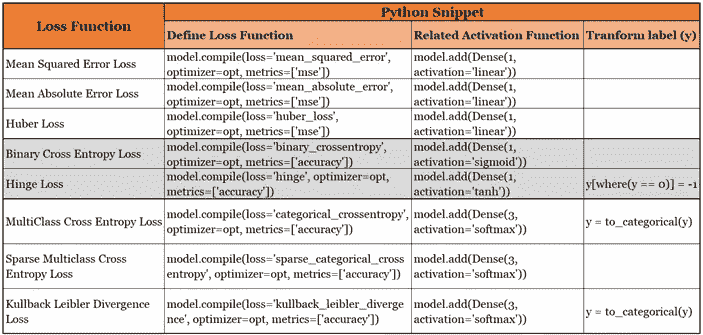 Loss Function
Python Snippet
Define Loss Function
Related Activation Function
Tranform label (y)
Mean Squared Error Loss
model.compile(loss='mean_squared_error',
optimizer=opt, metrics=['mse'])
model.add(Dense(1,
activation='linear'))
Mean Absolute Error Loss
model.compile(loss='mean_absolute_error',
optimizer=opt, metrics=['mse'])
model.add(Dense(1,
activation='linear'))
Huber Loss
model.compile(loss='huber_loss',
optimizer=opt, metrics=['mse'])
model.add(Dense(1,
activation='linear'))
Binary Cross Entropy Loss
model.compile(loss='binary_crossentropy',
optimizer=opt, metrics=['accuracy'])
model.add(Dense(1,
activation='sigmoid'))
Hinge Loss
model.compile(loss='hinge', optimizer=opt,
metrics=['accuracy'])
model.add(Dense(1,
activation='tanh'))
y[where(y == 0)] = -1
MultiClass Cross Entropy Loss
model.compile(loss='categorical_crossentropy',
optimizer=opt, metrics=['accuracy'])
model.add(Dense(3,
activation='softmax'))
y = to_categorical(y)
Sparse Multiclass Cross
Entropy Loss
model.compile(loss='sparse_categorical_cross
entropy', optimizer=opt, metrics=['accuracy'])
model.add(Dense(3,
activation='softmax'))
Kullback Leibler Divergence
Loss
model.compile(loss='kullback_leibler_diverge
nce', optimizer=opt, metrics=['accuracy'])
model.add(Dense(3,
activation='softmax'))
y = to_categorical(y)